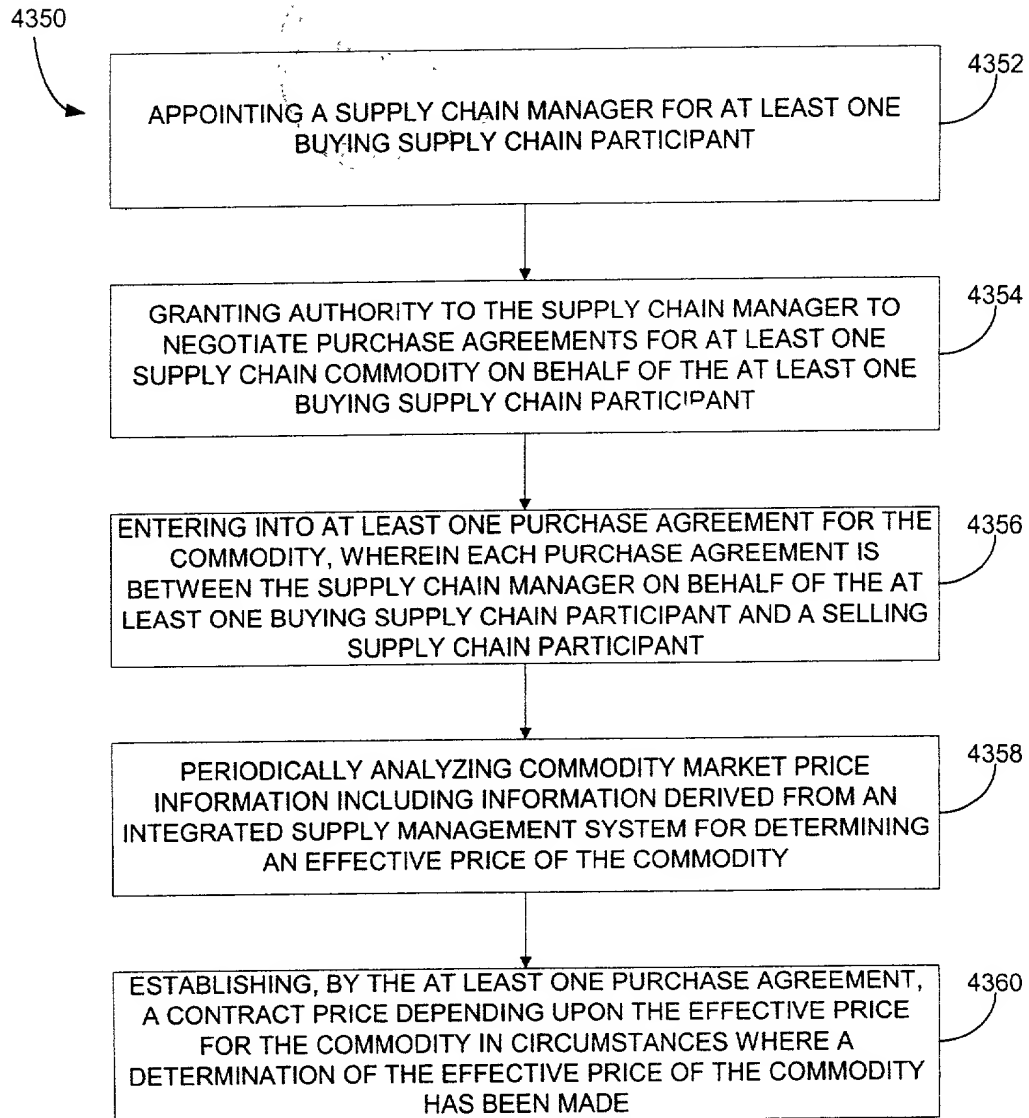 4350
4352
APPOINTING A SUPPLY CHAIN MANAGER FOR AT LEAST ONE
BUYING SUPPLY CHAIN PARTICIPANT
4354
GRANTING AUTHORITY TO THE SUPPLY CHAIN MANAGER TO
NEGOTIATE PURCHASE AGREEMENTS FOR AT LEAST ONE
SUPPLY CHAIN COMMODITY ON BEHALF OF THE AT LEAST ONE
BUYING SUPPLY CHAIN PARTICIPANT
4356
ENTERING INTO AT LEAST ONE PURCHASE AGREEMENT FOR THE
COMMODITY, WHEREIN EACH PURCHASE AGREEMENT IS
BETWEEN THE SUPPLY CHAIN MANAGER ON BEHALF OF THE AT
LEAST ONE BUYING SUPPLY CHAIN PARTICIPANT AND A SELLING
SUPPLY CHAIN PARTICIPANT
4358
PERIODICALLY ANALYZING COMMODITY MARKET PRICE
INFORMATION INCLUDING INFORMATION DERIVED FROM AN
INTEGRATED SUPPLY MANAGEMENT SYSTEM FOR DETERMINING
AN EFFECTIVE PRICE OF THE COMMODITY
4360
ESTABLISHING, BY THE AT LEAST ONE PURCHASE AGREEMENT,
A CONTRACT PRICE DEPENDING UPON THE EFFECTIVE PRICE
FOR THE COMMODITY IN CIRCUMSTANCES WHERE A
DETERMINATION OF THE EFFECTIVE PRICE OF THE COMMODITY
HAS BEEN MADE